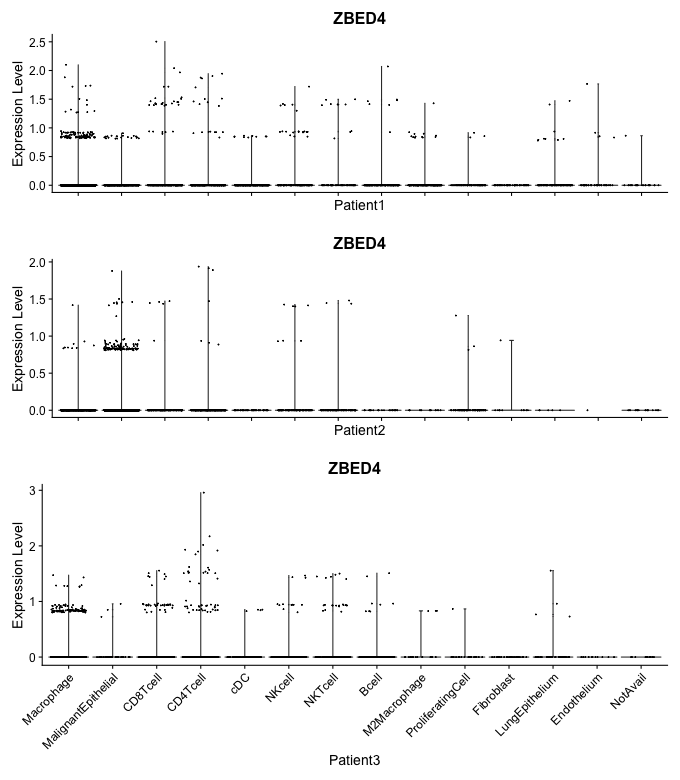 ZBED4
Expression Level
2.5
2.0
1.5
1.0
0.5
0.0
Patient1
ZBED4
Expression Level
2.0
1.5
1.0
0.5
0.0
Patient2
ZBED4
Expression Level
3
2
1
0
Macrophage
MalignantEpithelial
CD8Tcell
CD4Tcell
cDC
NKcell
NKTcell
Bcell
M2Macrophage
ProliferatingCell
Fibroblast
LungEpithelium
Endothelium
NotAvail
Patient3